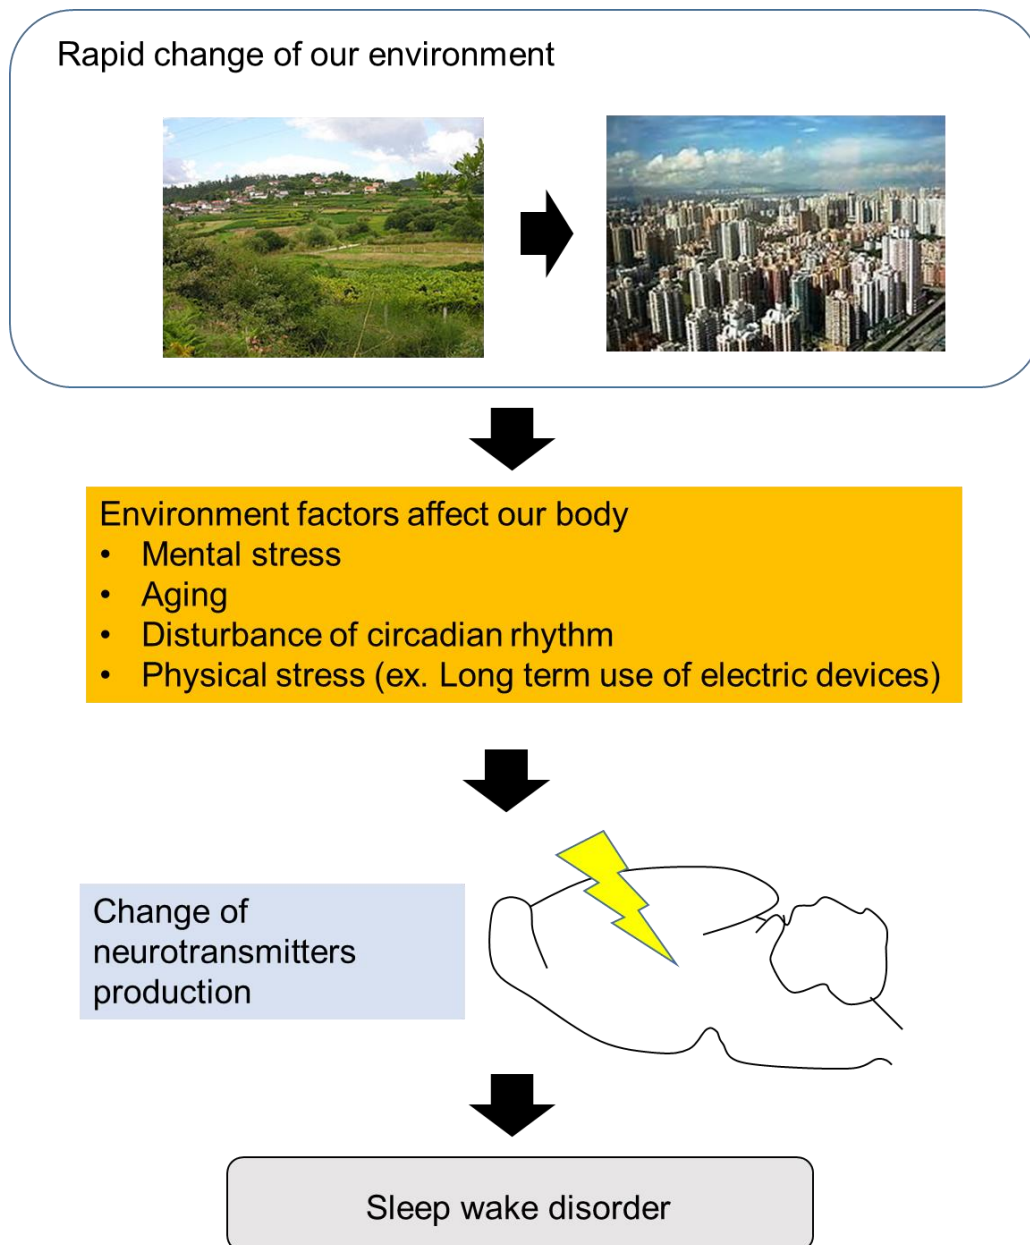 Rapid change of our environment
Environment factors affect our body
• Mental stress
• Aging
• Disturbance of circadian rhythm
• Physical stress (ex. Long term use of electric devices)
Change of
neurotransmitters
production
Sleep wake disorder